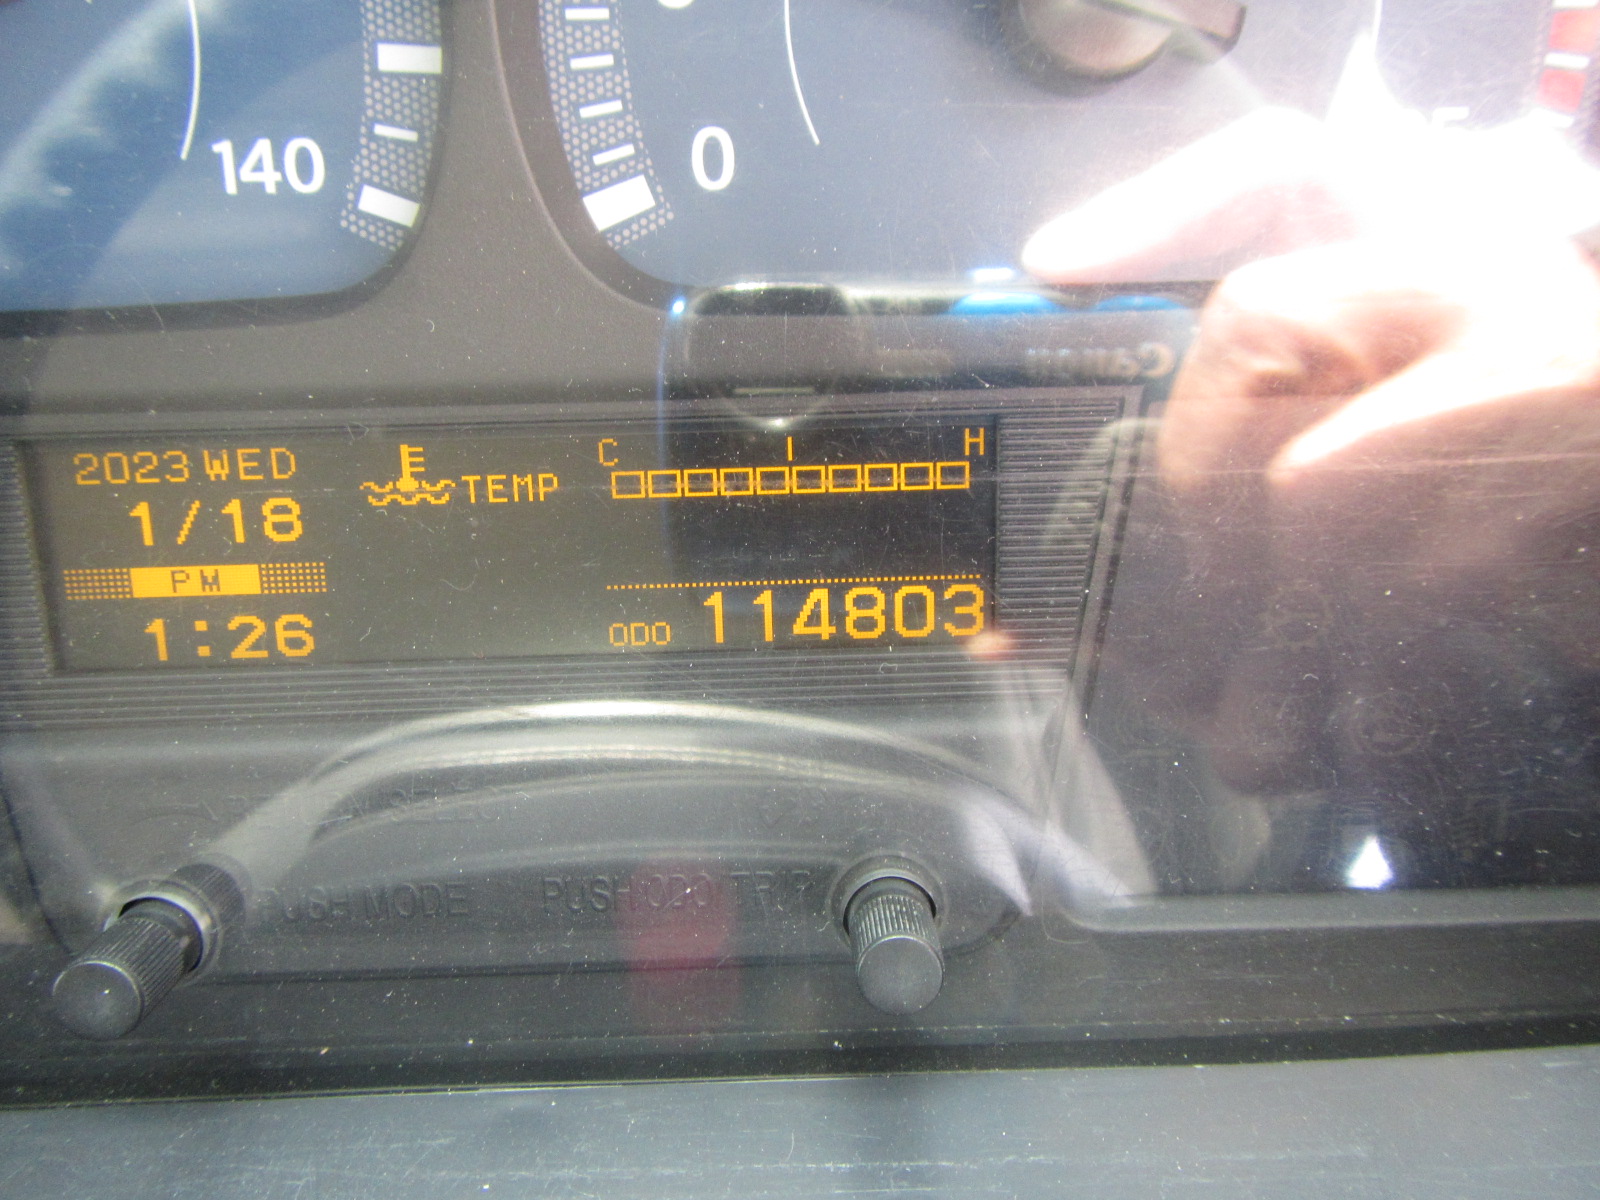 140
0
2023 WED
1/18
PM
1:26
TEMP
C
H
ODO 114803
PUSH MODE
PUSH ODO TRIP